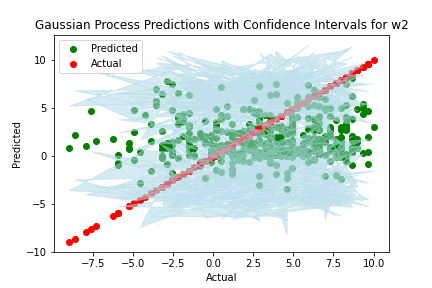 Gaussian Process Predictions with Confidence Intervals for w2
Predicted
Actual
10
5
0
−5
−10
Predicted
−7.5
−5.0
−2.5
0.0
2.5
5.0
7.5
10.0
Actual